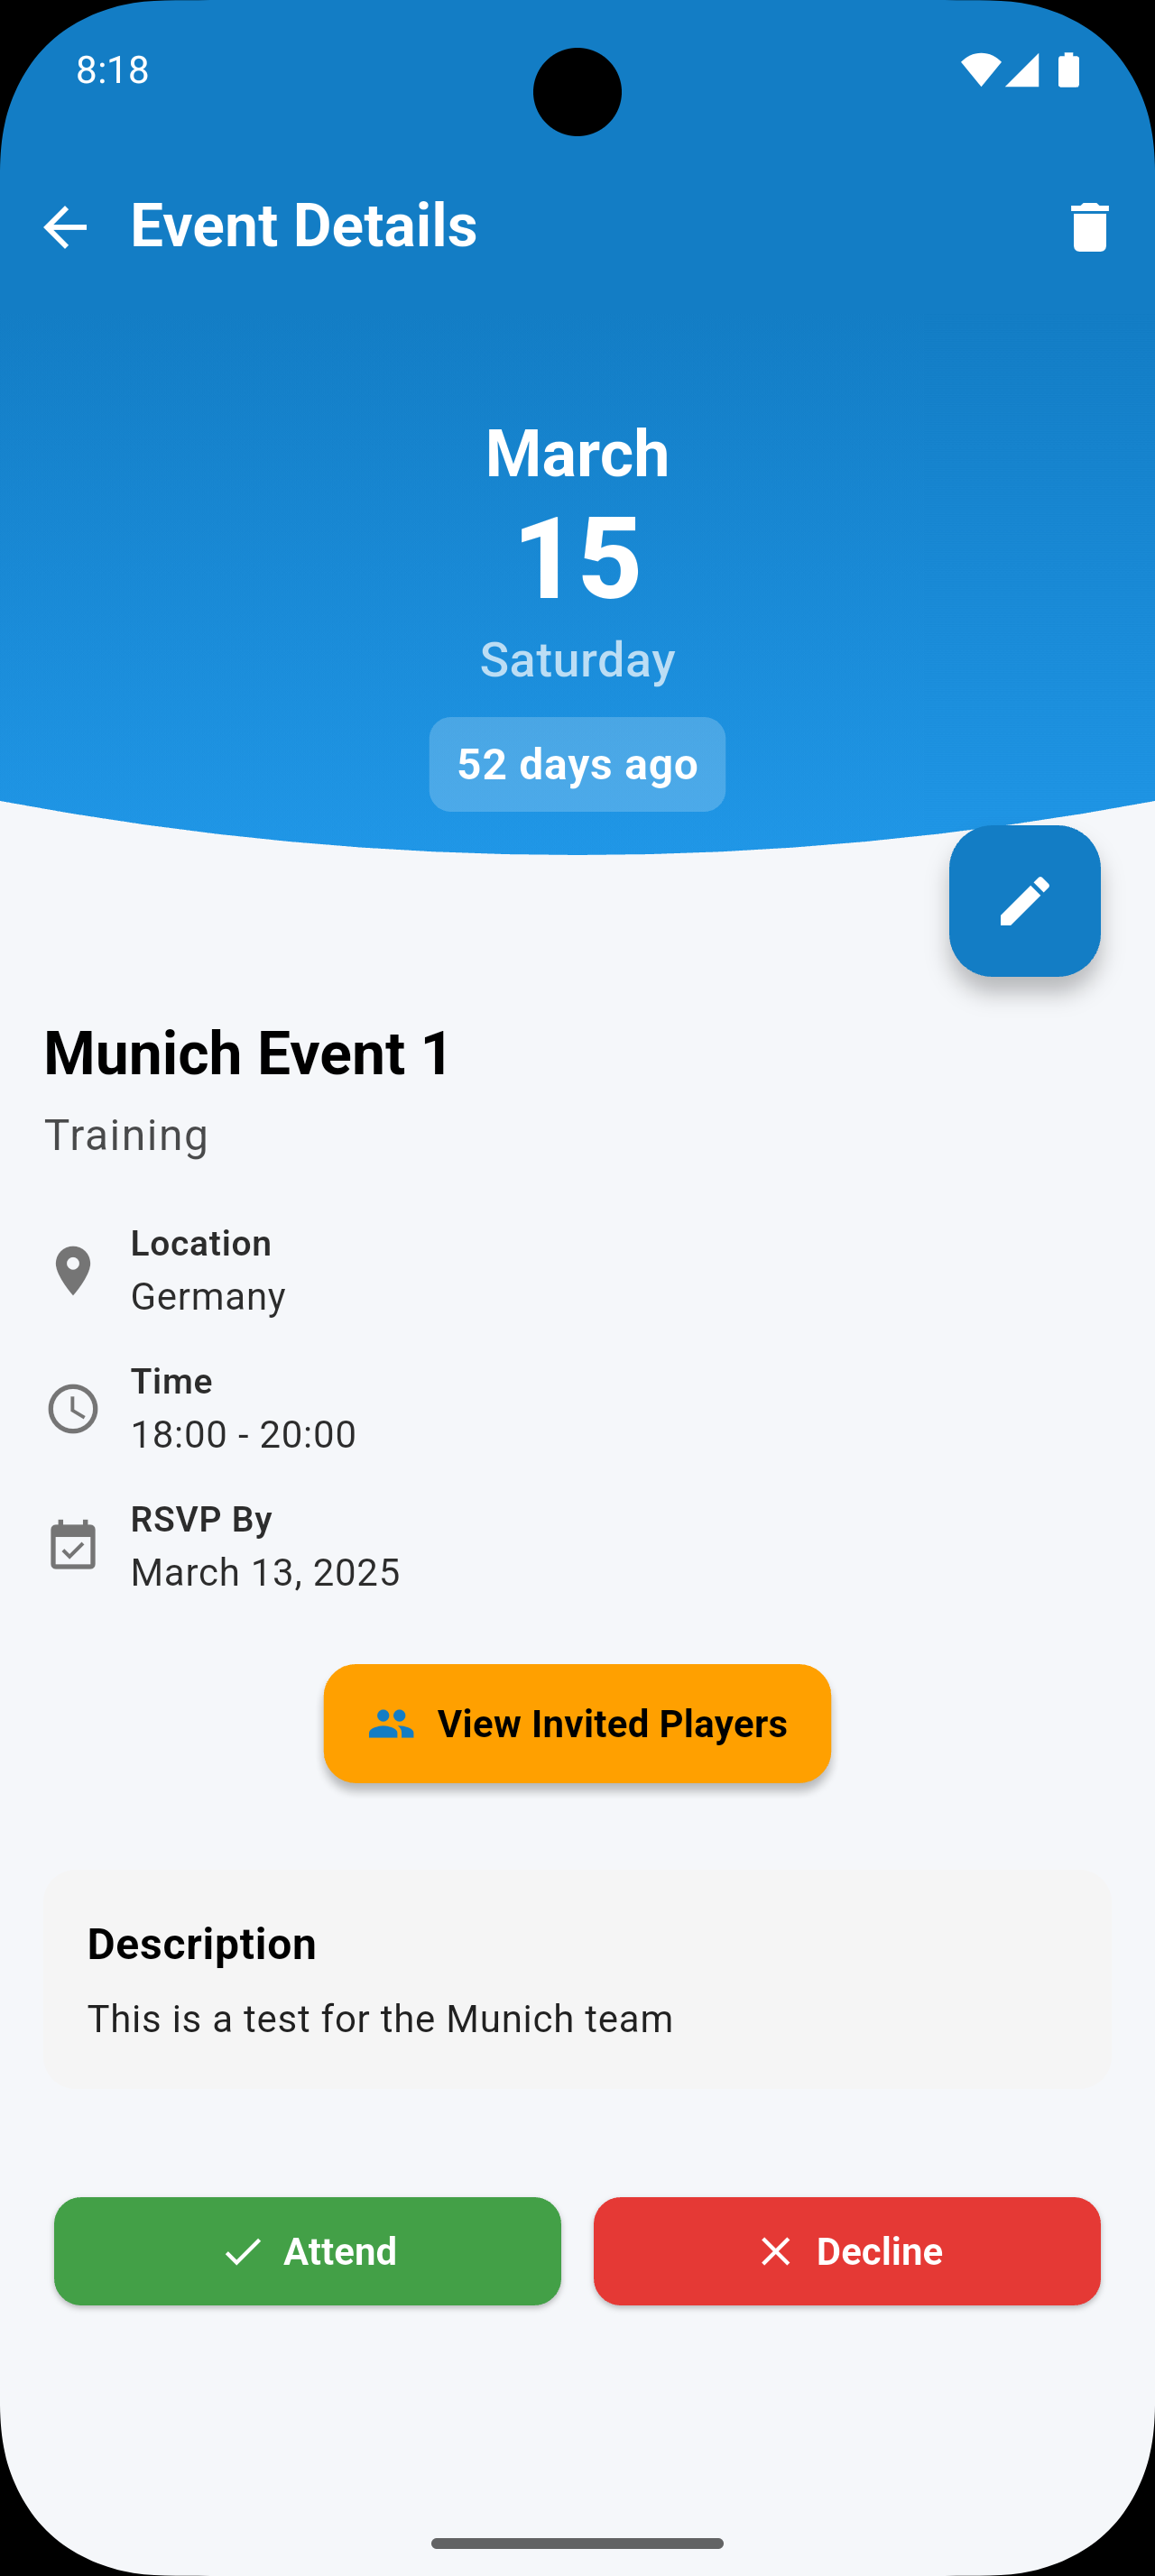 8:18
Event Details
March
15
Saturday
52 days ago
Munich Event 1
Training
Location
Germany
Time
18:00 - 20:00
RSVP By
March 13, 2025
View Invited Players
Description
This is a test for the Munich team
Attend
Decline